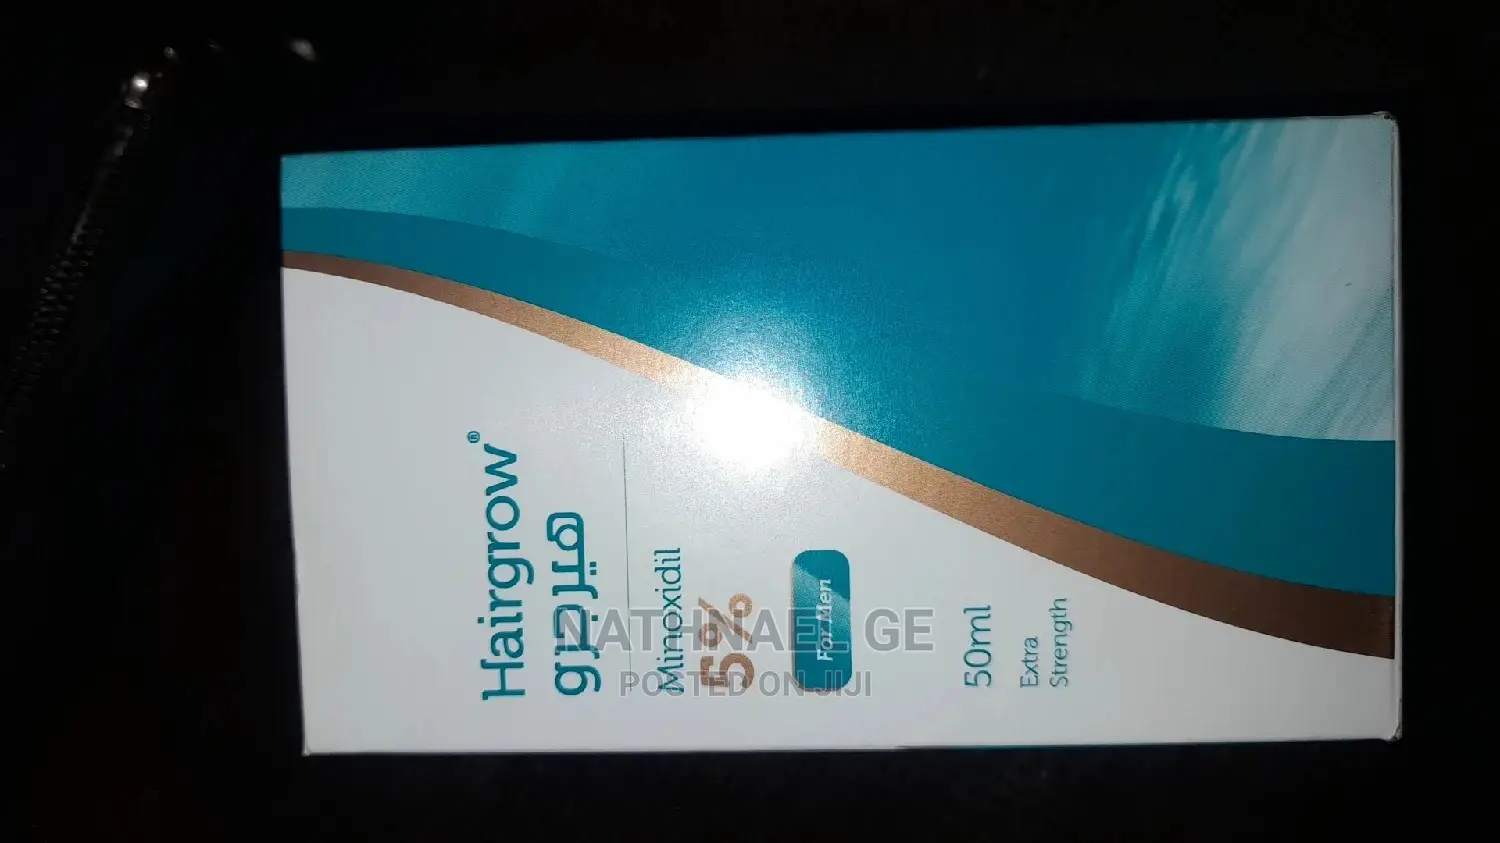 Hairgrow®
هيرجرو
Minoxidil
5%
For Men
50ml
Extra
Strength
NATHNAEL GE
POSTED ON JIJI